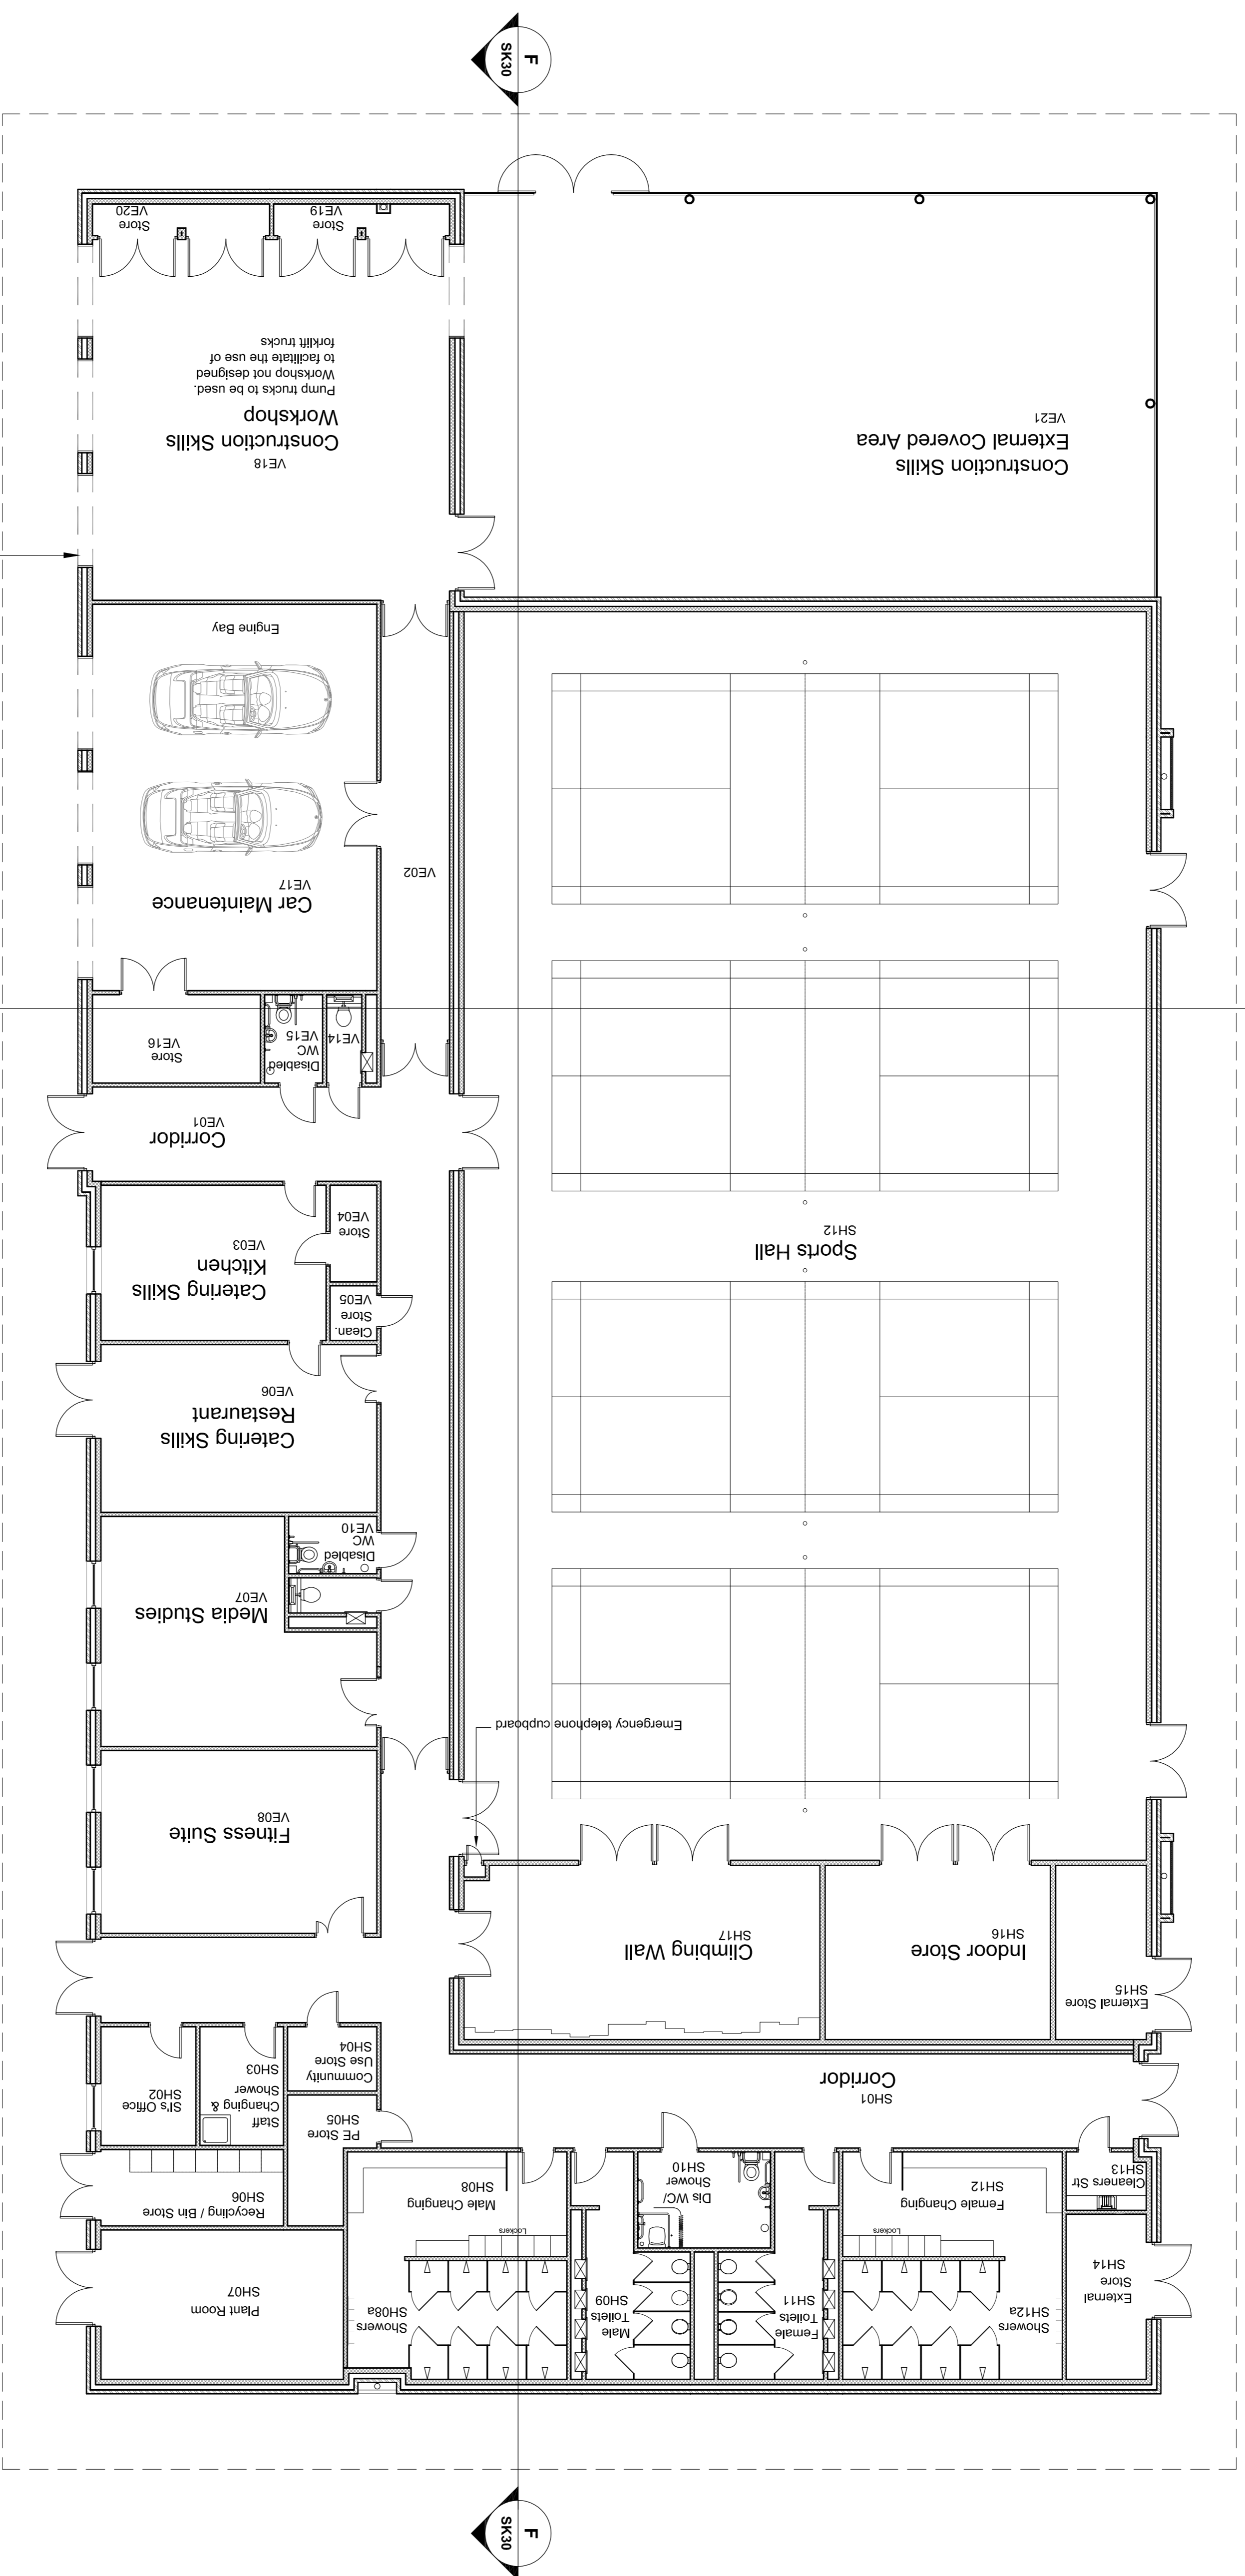 F
SK30
External
Store
SH14
Showers
SH12a
Female
Toilets
SH11
Male
Toilets
SH09
Showers
SH08a
Plant Room
SH07
Lockers
Lockers
Cleaners Str
SH13
Female Changing
SH12
Dis WC/
Shower
SH10
Male Changing
SH08
Recycling / Bin Store
SH06
PE Store
SH05
SH01
Corridor
Community
Use Store
SH04
Staff
Changing &
Shower
SH03
SI's Office
SH02
External Store
SH15
Indoor Store
SH16
Climbing Wall
SH17
Fitness Suite
VE08
Emergency telephone cupboard
Media Studies
VE07
Disabled
WC
VE10
Catering Skills
Restaurant
VE06
Clean.
Store
VE05
Catering Skills
Kitchen
VE03
Store
VE04
Sports Hall
SH12
Corridor
VE01
Disabled
WC
VE15
VE14
Store
VE16
Car Maintenance
VE17
VE02
Engine Bay
Construction Skills
External Covered Area
VE21
VE18
Construction Skills
Workshop
Pump trucks to be used.
Workshop not designed
to facilitate the use of
forklift trucks
Store
VE19
Store
VE20
F
SK30